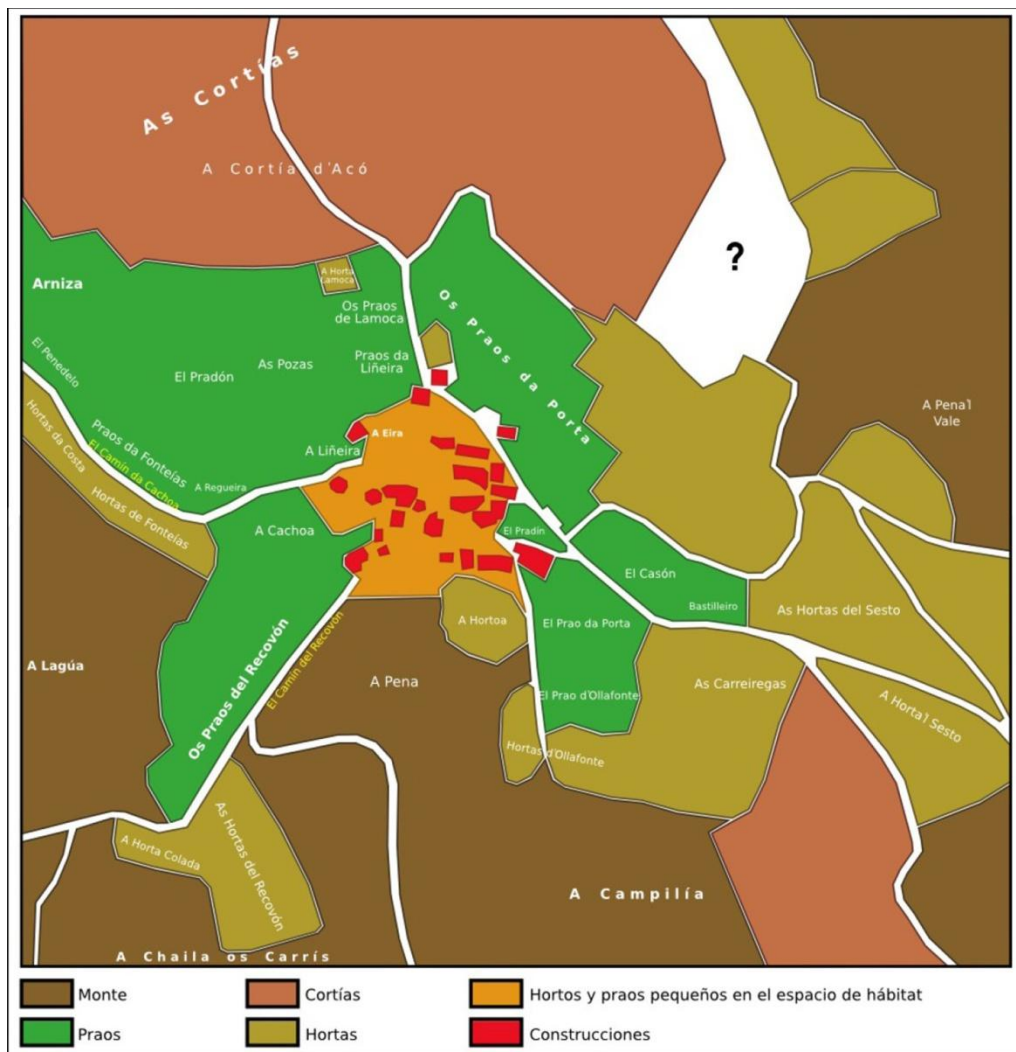 As Cortías
A Cortía d'Acó
?
Arniza
A Horta
Lamoca
Os Praos
de Lamoca
Os Praos da Porta
El Penedelo
El Pradón
As Pozas
Praos da
Liñeira
A Pena'l
Vale
Hortas da Costa
Praos da Fonteías
El Camín da Cachoa
A Liñeira
A Eira
Hortas de Fonteías
A Regueira
A Cachoa
El Pradín
El Casón
Bastilleiro
As Hortas del Sesto
A Hortoa
El Prao da Porta
A Lagúa
Os Praos del Recovón
El Camín del Recovón
A Pena
El Prao d'Ollafonte
As Carreiregas
A Horta'l Sesto
Hortas d'Ollafonte
A Horta Colada
As Hortas del Recovón
A Campilía
A Chaila os Carrís
Monte
Cortías
Hortos y praos pequeños en el espacio de hábitat
Praos
Hortas
Construcciones